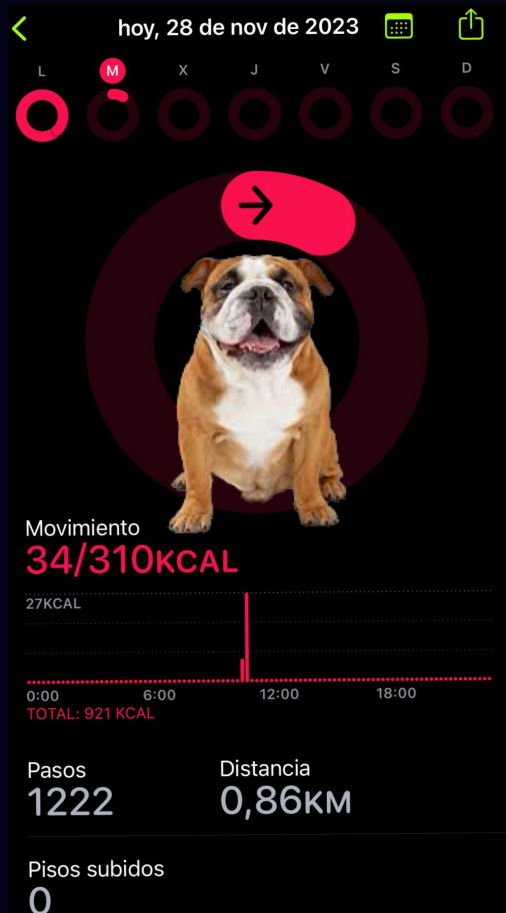 hoy, 28 de nov de 2023
L M X J V S D
Movimiento
34/310KCAL
27KCAL
0:00 6:00 12:00 18:00
TOTAL: 921 KCAL
Pasos Distancia
1222 0,86KM
Pisos subidos
0